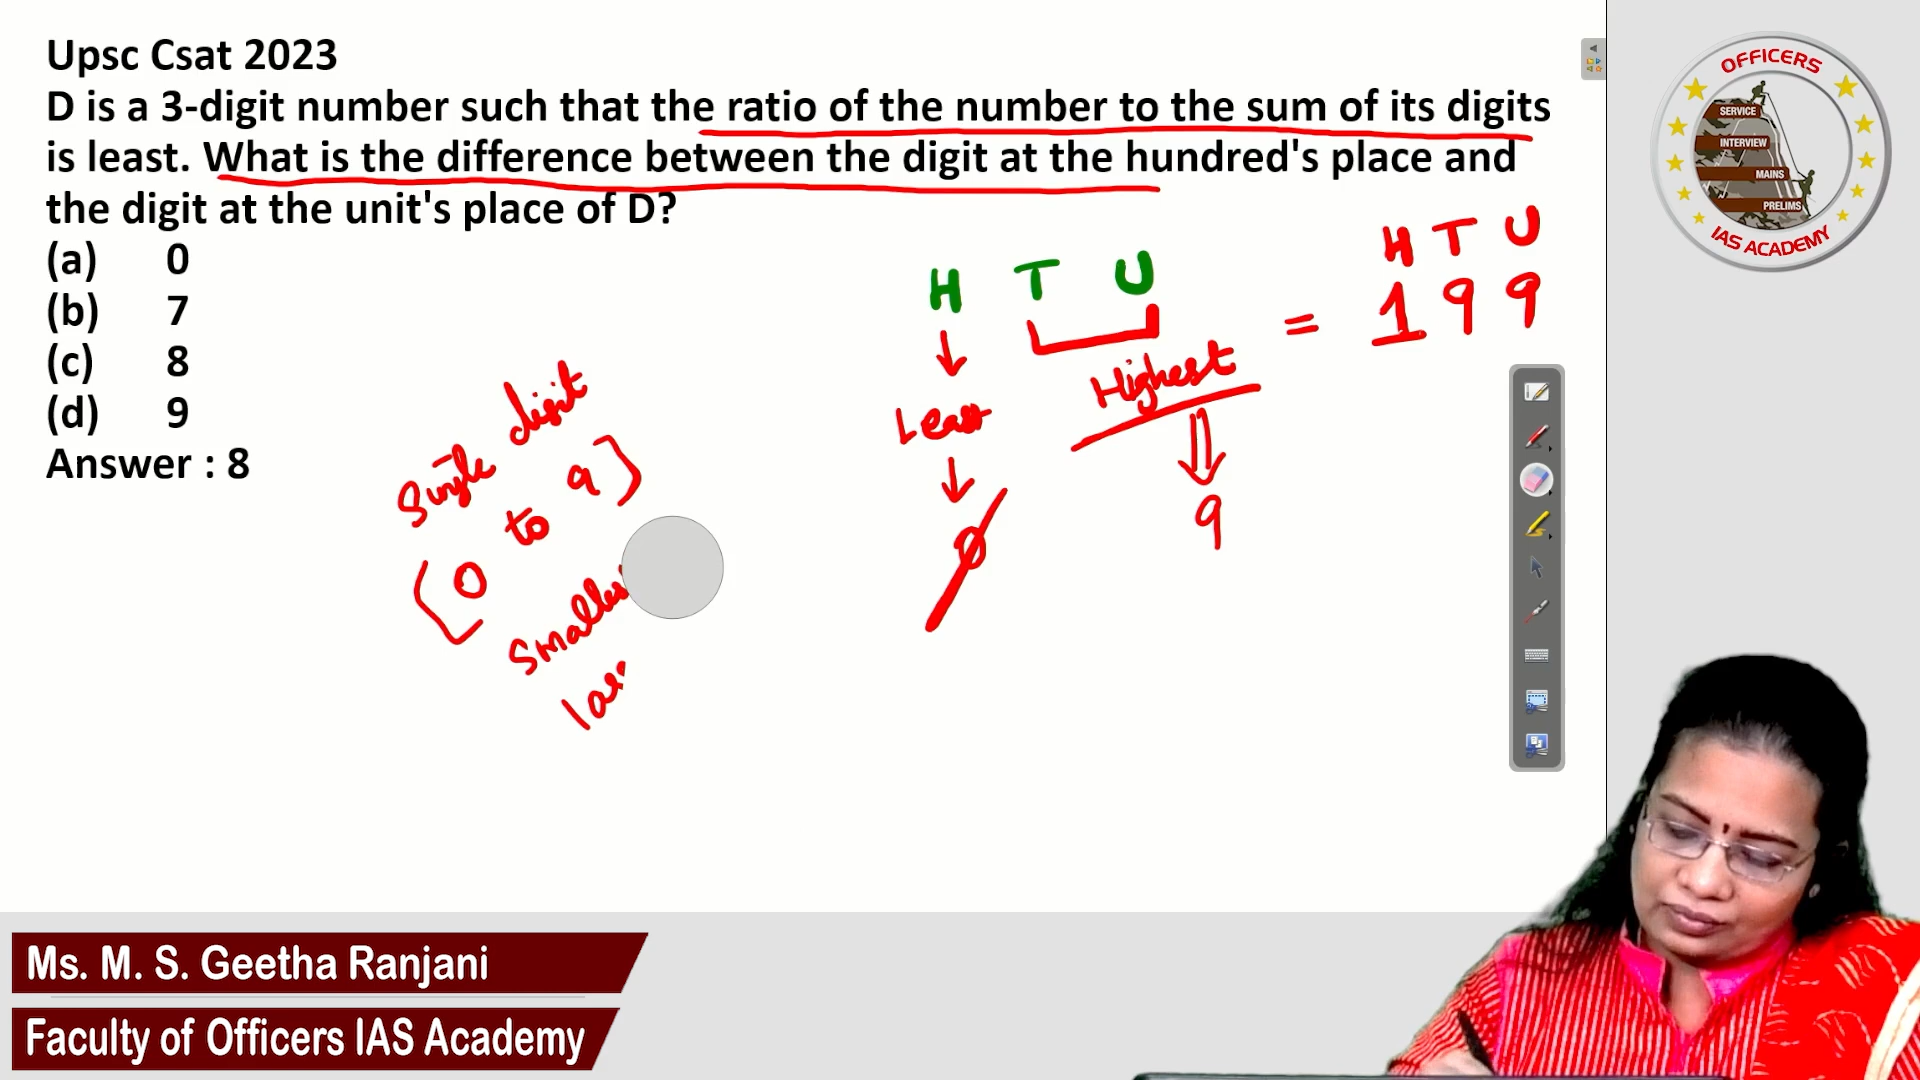 Upsc Csat 2023
D is a 3-digit number such that the ratio of the number to the sum of its digits
is least. What is the difference between the digit at the hundred's place and
the digit at the unit's place of D?
(a) 0
(b) 7
(c) 8
(d) 9
Answer : 8
H T U
Least
0
Highest
9
=
H T U
1 9 9
Single digit
[0 to 9]
OFFICERS
SERVICE
INTERVIEW
MAINS
PRELIMS
IAS ACADEMY
Ms. M. S. Geetha Ranjani
Faculty of Officers IAS Academy